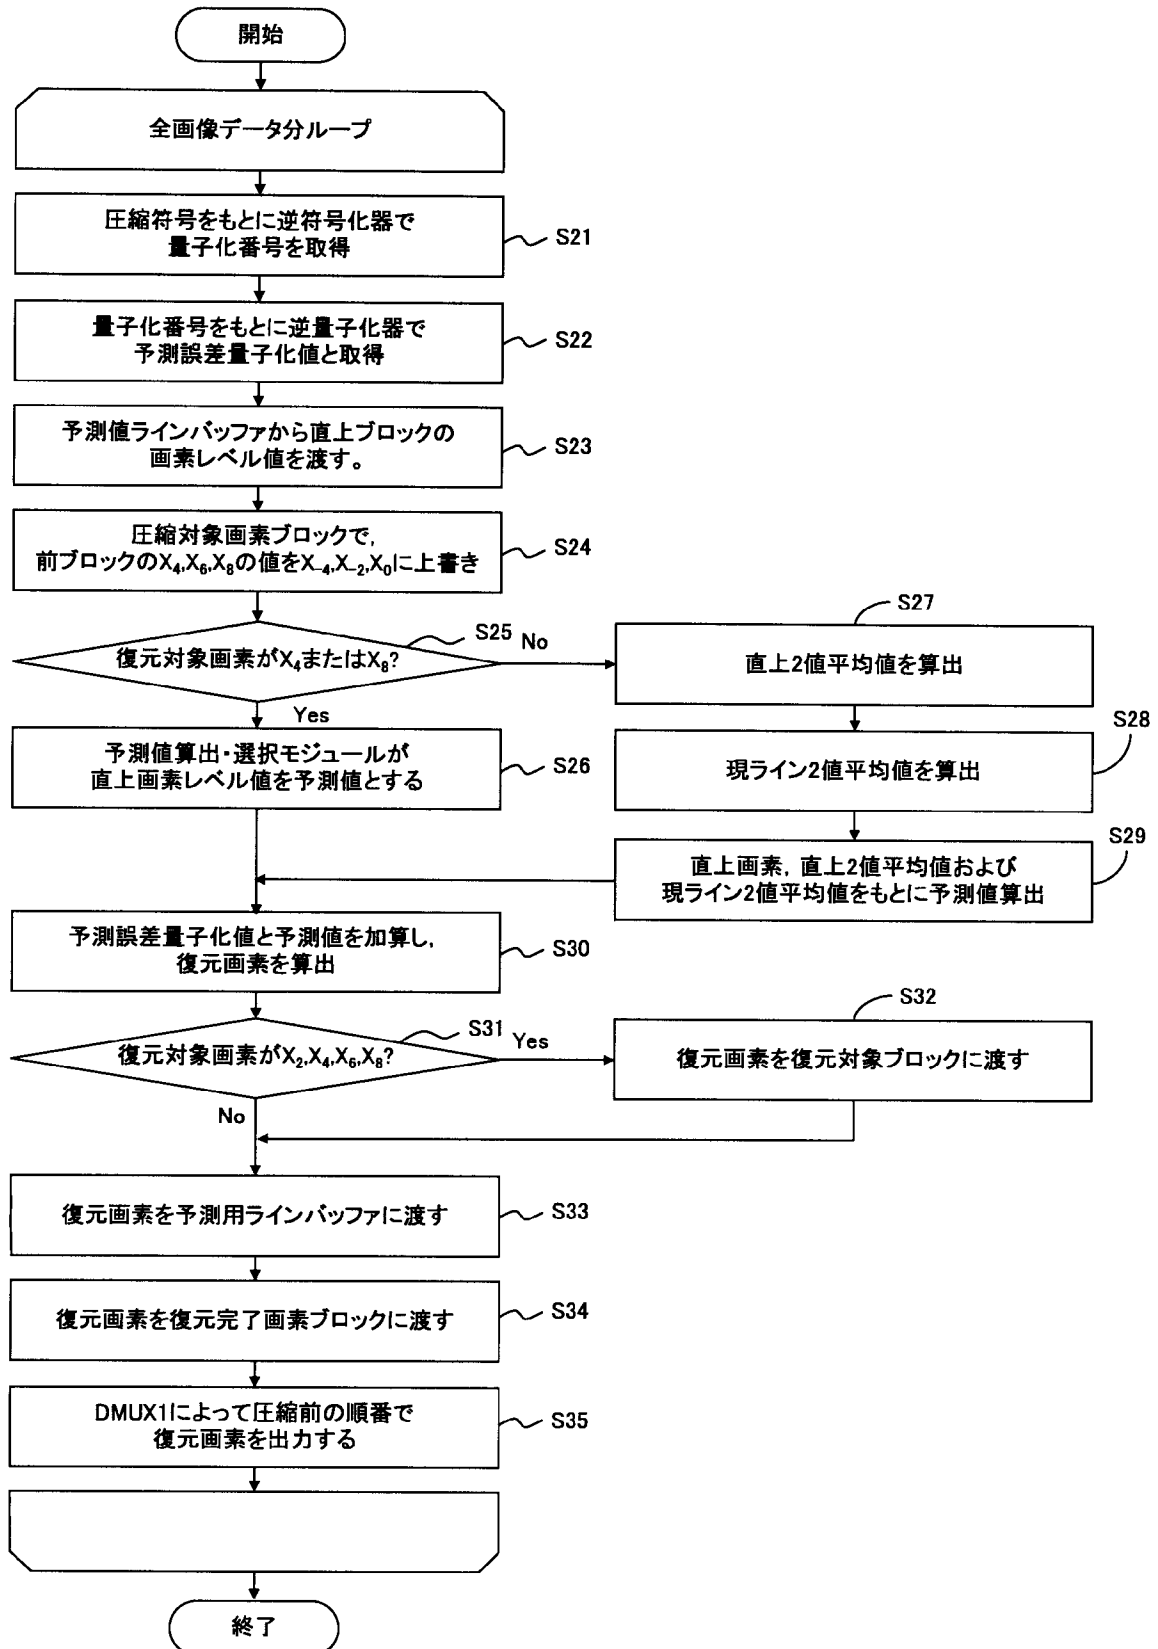 開始
全画像データ分ループ
圧縮符号をもとに逆符号化器で
量子化番号を取得
S21
量子化番号をもとに逆量子化器で
予測誤差量子化値と取得
S22
予測値ラインバッファから直上ブロックの
画素レベル値を渡す。
S23
圧縮対象画素ブロックで,
前ブロックのX4,X6,X8の値をX-4,X-2,X0に上書き
S24
復元対象画素がX4またはX8?
S25
No
Yes
S27
直上2値平均値を算出
予測値算出・選択モジュールが
直上画素レベル値を予測値とする
S26
現ライン2値平均値を算出
S28
直上画素, 直上2値平均値および
現ライン2値平均値をもとに予測値算出
S29
予測誤差量子化値と予測値を加算し,
復元画素を算出
S30
復元対象画素がX2,X4,X6,X8?
S31
Yes
No
S32
復元画素を復元対象ブロックに渡す
復元画素を予測用ラインバッファに渡す
S33
復元画素を復元完了画素ブロックに渡す
S34
DMUX1によって圧縮前の順番で
復元画素を出力する
S35
終了